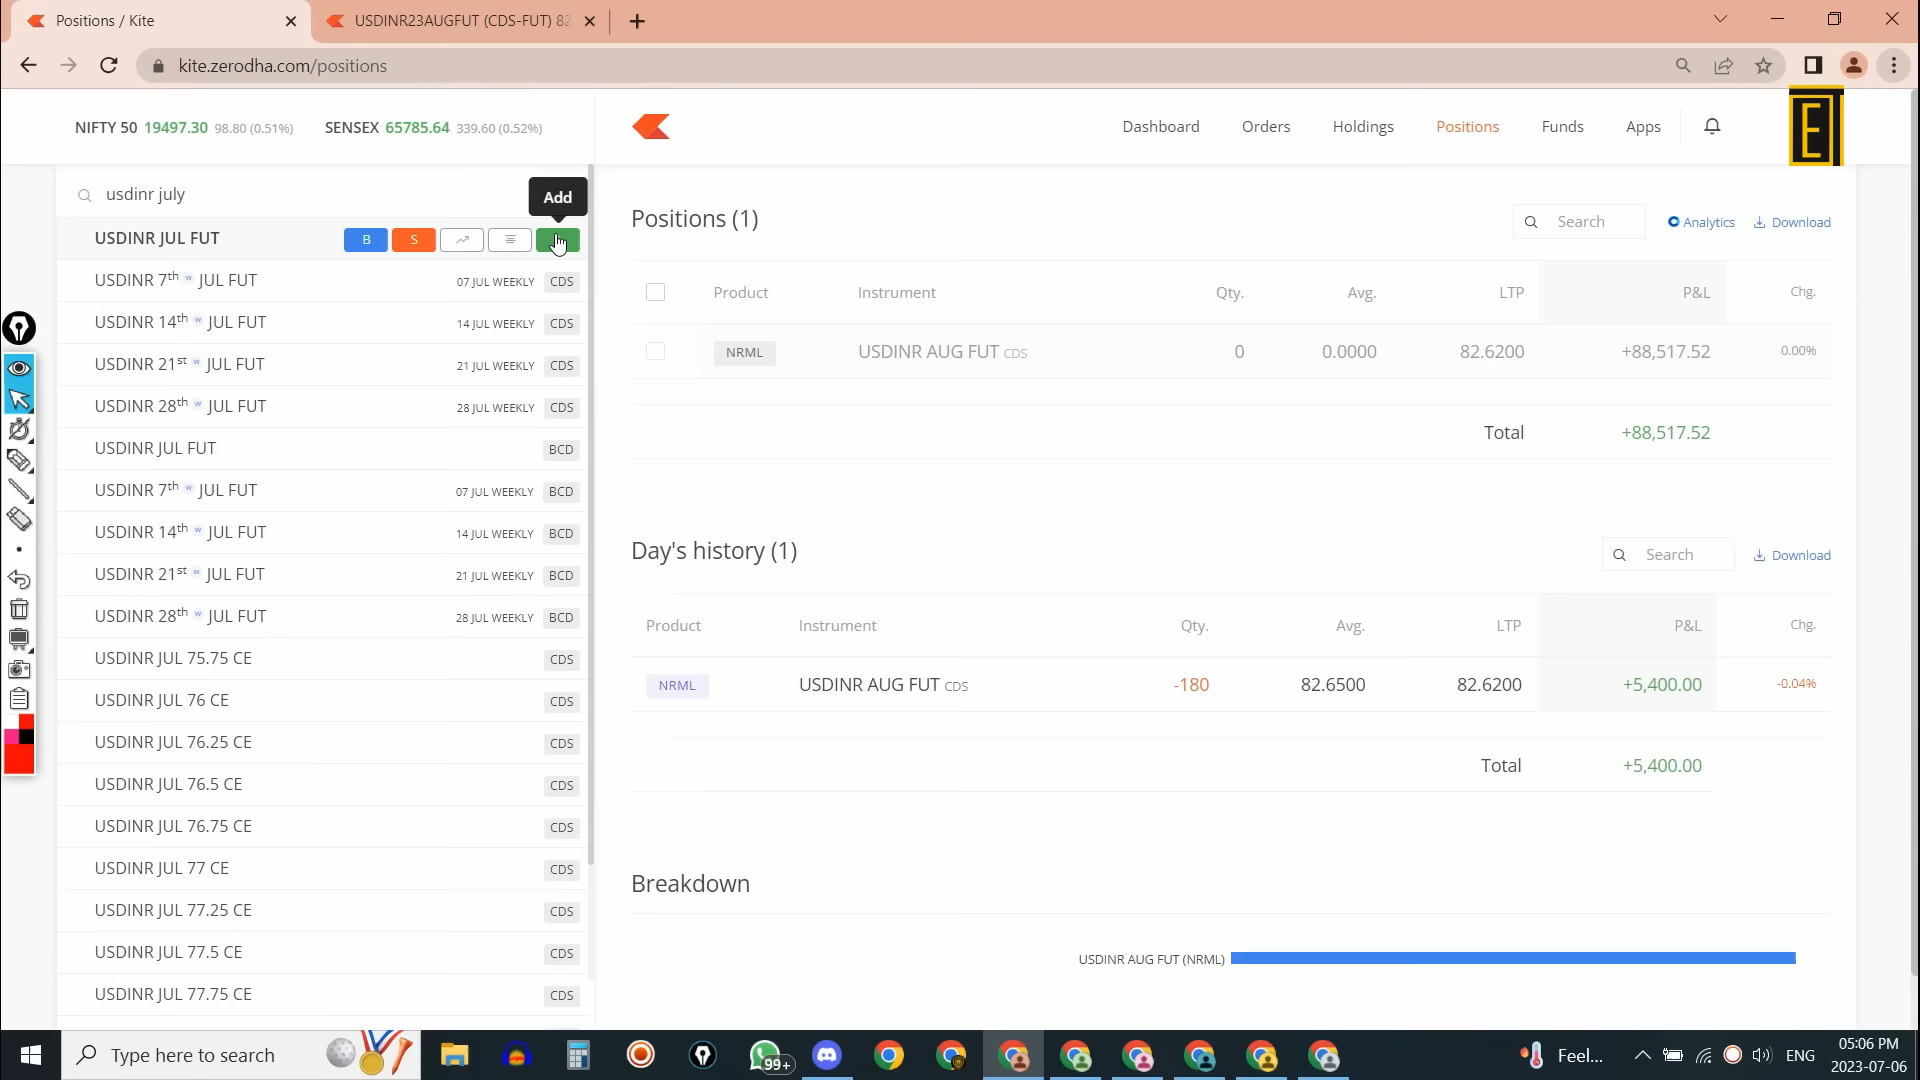 Positions / Kite
USDINR23AUGFUT (CDS-FUT) 82
kite.zerodha.com/positions
NIFTY 50 19497.30 98.80 (0.51%) SENSEX 65785.64 339.60 (0.52%)
Dashboard Orders Holdings Positions Funds Apps
E
usdinr july
Add
USDINR JUL FUT B S
USDINR 7th w JUL FUT 07 JUL WEEKLY CDS
USDINR 14th w JUL FUT 14 JUL WEEKLY CDS
USDINR 21st w JUL FUT 21 JUL WEEKLY CDS
USDINR 28th w JUL FUT 28 JUL WEEKLY CDS
USDINR JUL FUT BCD
USDINR 7th w JUL FUT 07 JUL WEEKLY BCD
USDINR 14th w JUL FUT 14 JUL WEEKLY BCD
USDINR 21st w JUL FUT 21 JUL WEEKLY BCD
USDINR 28th w JUL FUT 28 JUL WEEKLY BCD
USDINR JUL 75.75 CE CDS
USDINR JUL 76 CE CDS
USDINR JUL 76.25 CE CDS
USDINR JUL 76.5 CE CDS
USDINR JUL 76.75 CE CDS
USDINR JUL 77 CE CDS
USDINR JUL 77.25 CE CDS
USDINR JUL 77.5 CE CDS
USDINR JUL 77.75 CE CDS
Positions (1)
Search Analytics Download
Product Instrument Qty. Avg. LTP P&L Chg.
NRML USDINR AUG FUT CDS 0 0.0000 82.6200 +88,517.52 0.00%
Total +88,517.52
Day's history (1)
Search Download
Product Instrument Qty. Avg. LTP P&L Chg.
NRML USDINR AUG FUT CDS -180 82.6500 82.6200 +5,400.00 -0.04%
Total +5,400.00
Breakdown
USDINR AUG FUT (NRML)
Type here to search
99+
Feel...
ENG
05:06 PM
2023-07-06